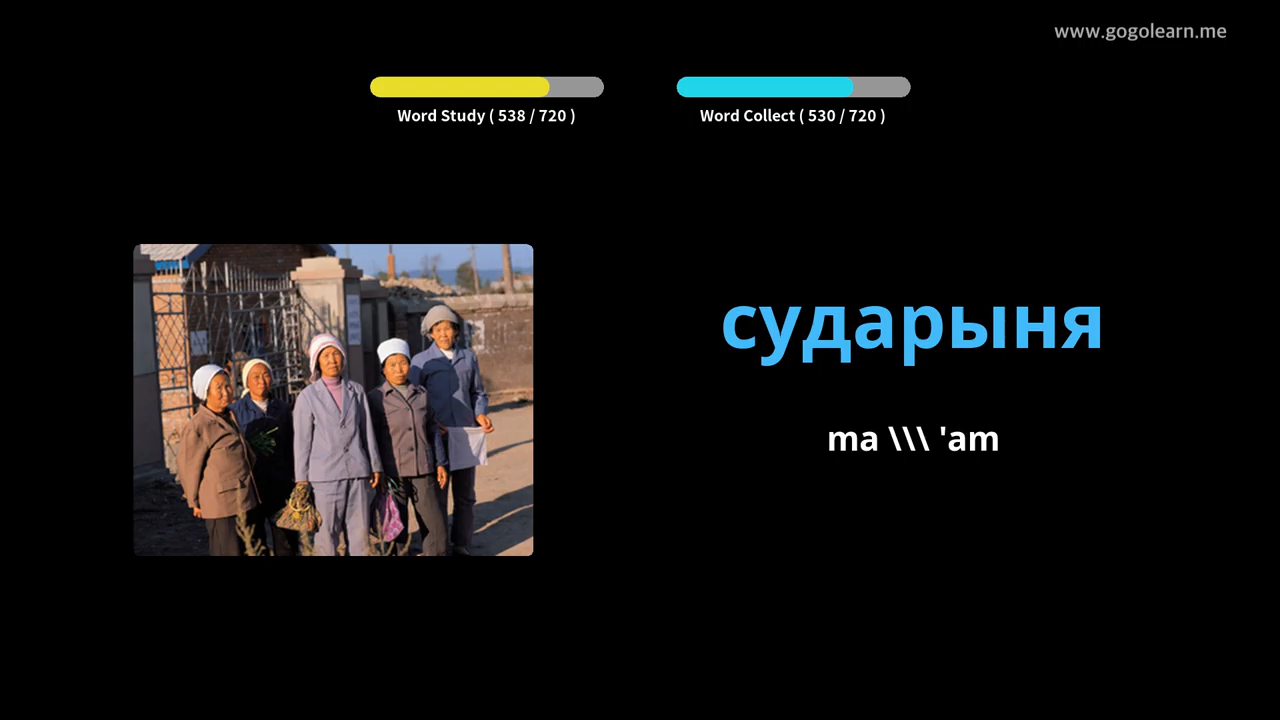 www.gogolearn.me
Word Study ( 538 / 720 )
Word Collect ( 530 / 720 )
сударыня
ma \\\ 'am